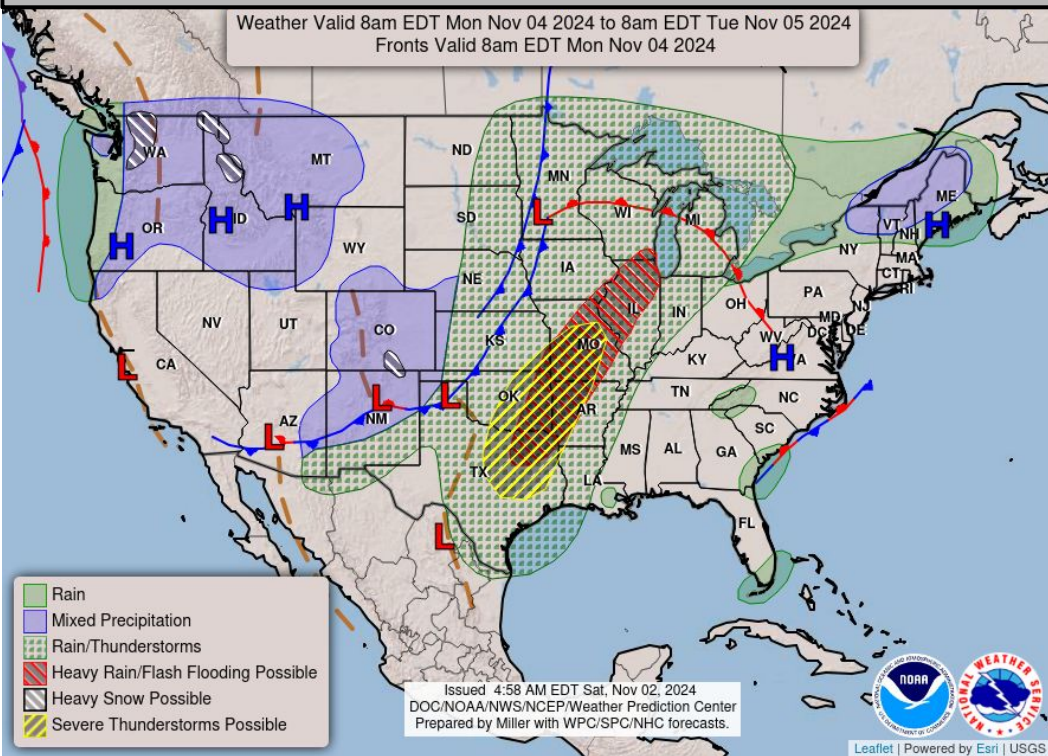 Weather Valid 8am EDT Mon Nov 04 2024 to 8am EDT Tue Nov 05 2024
Fronts Valid 8am EDT Mon Nov 04 2024
WA
MT
ND
MN
ME
OR
ID
SD
WI
MI
VT
NH
WY
NY
MA
CT
RI
IA
NE
PA
NV
UT
CO
IL
IN
OH
NJ
MD
DE
DC
WV
VA
CA
KS
MO
KY
AZ
NM
OK
AR
TN
NC
SC
MS
AL
GA
TX
LA
FL
H
H
H
H
H
L
L
L
L
L
L
Rain
Mixed Precipitation
Rain/Thunderstorms
Heavy Rain/Flash Flooding Possible
Heavy Snow Possible
Severe Thunderstorms Possible
Issued 4:58 AM EDT Sat, Nov 02, 2024
DOC/NOAA/NWS/NCEP/Weather Prediction Center
Prepared by Miller with WPC/SPC/NHC forecasts.
NOAA
NATIONAL WEATHER SERVICE
Leaflet | Powered by Esri | USGS